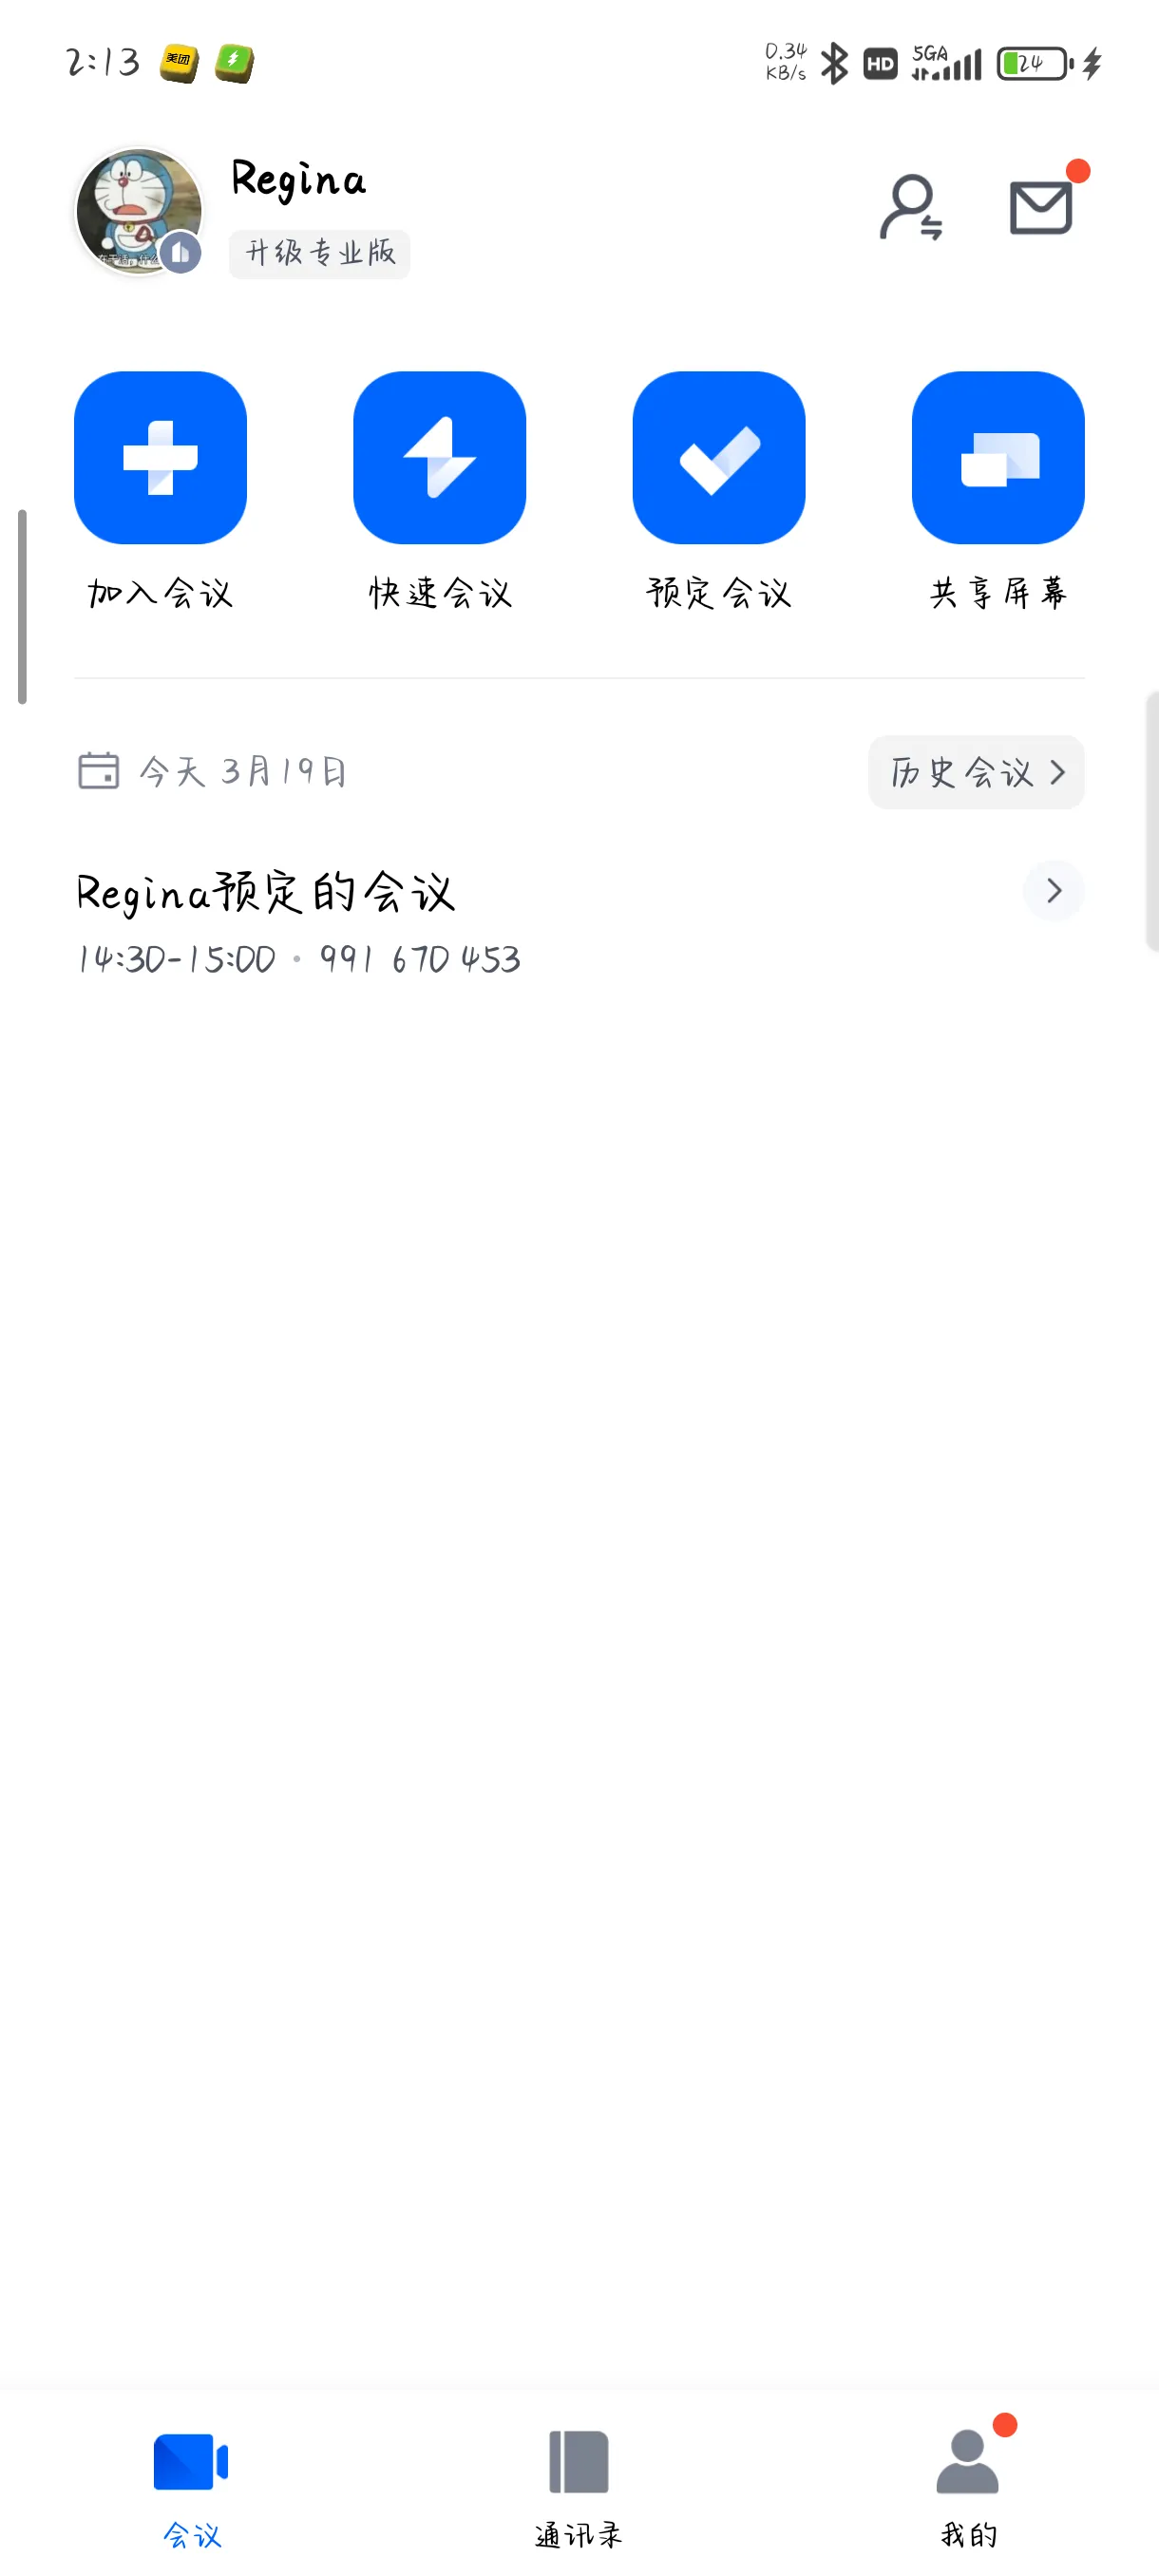 2:13 美团 0.34 KB/s HD 5GA 24
Regina
升级专业版
加入会议 快速会议 预定会议 共享屏幕
今天 3月19日 历史会议
Regina预定的会议
14:30-15:00 • 991 670 453
会议 通讯录 我的